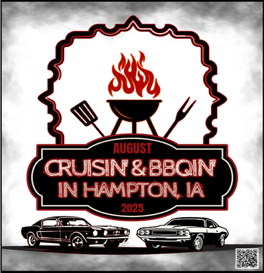 AUGUST
CRUISIN' & BBQIN'
IN HAMPTON, IA
2025